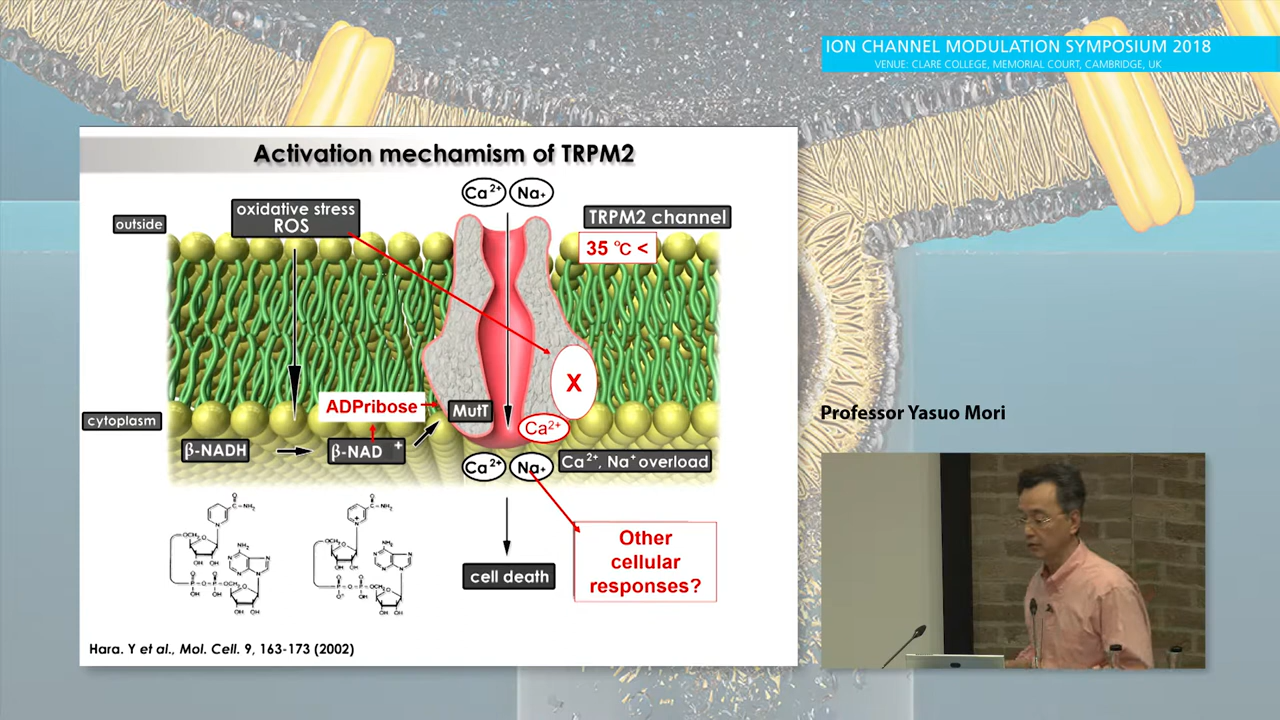 ION CHANNEL MODULATION SYMPOSIUM 2018
VENUE: CLARE COLLEGE, MEMORIAL COURT, CAMBRIDGE, UK
Activation mechamism of TRPM2
Ca²⁺
Na₊
outside
oxidative stress
ROS
TRPM2 channel
35 ℃ <
X
ADPribose
MutT
cytoplasm
Ca²⁺
β-NADH
β-NAD⁺
Ca²⁺
Na₊
Ca²⁺, Na⁺ overload
cell death
Other
cellular
responses?
Hara. Y et al., Mol. Cell. 9, 163-173 (2002)
Professor Yasuo Mori